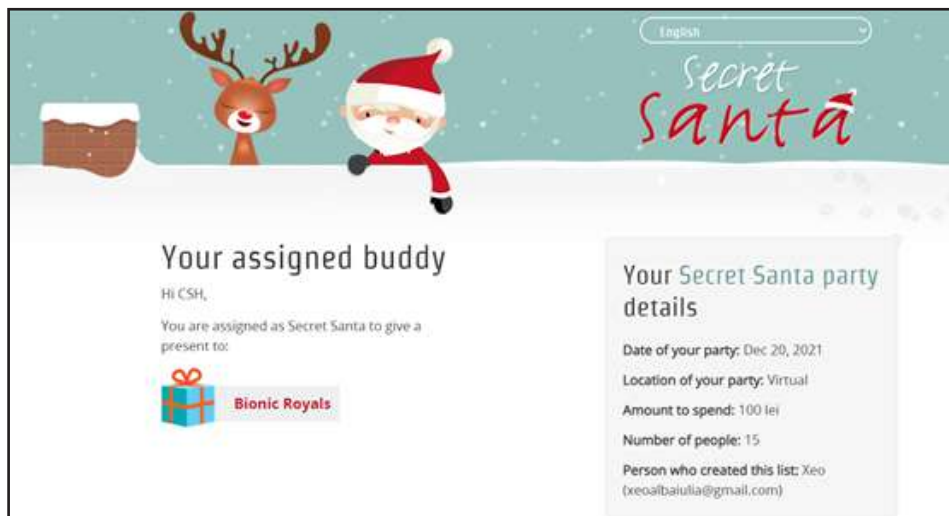 English
Secret
Santa
Your assigned buddy
Hi CSH,
You are assigned as Secret Santa to give a
present to:
Bionic Royals
Your Secret Santa party
details
Date of your party: Dec 20, 2021
Location of your party: Virtual
Amount to spend: 100 lei
Number of people: 15
Person who created this list: Xeo
(xeoalbaiulia@gmail.com)